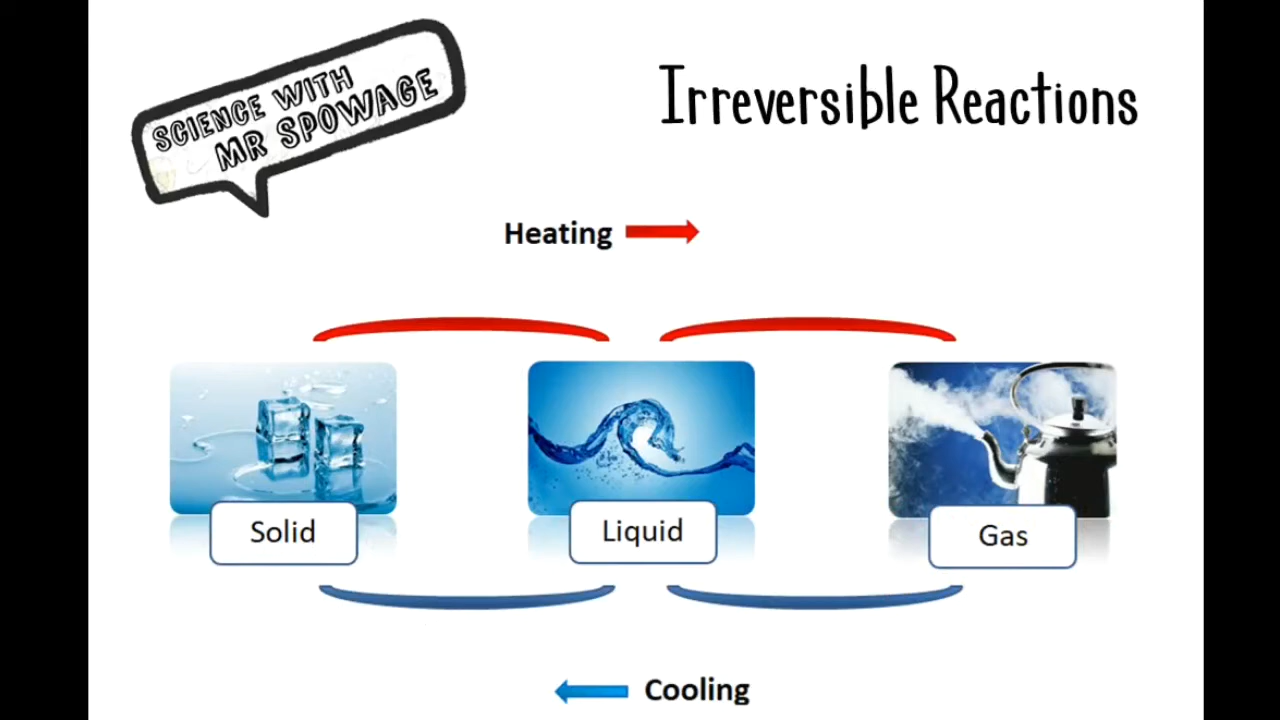 SCIENCE WITH
MR SPOWAGE
Irreversible Reactions
Heating
Solid
Liquid
Gas
Cooling